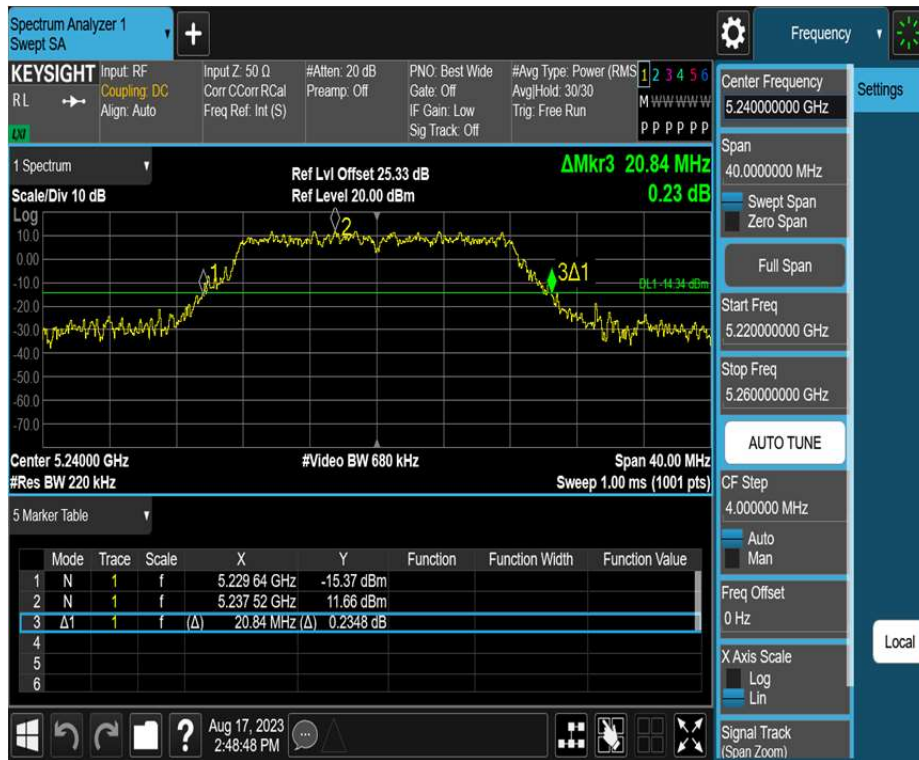 Spectrum Analyzer 1
Swept SA
+
Frequency
KEYSIGHT
RL
LXI
Input: RF
Coupling: DC
Align: Auto
Input Z: 50 Ω
Corr CCorr RCal
Freq Ref: Int (S)
#Atten: 20 dB
Preamp: Off
PNO: Best Wide
Gate: Off
IF Gain: Low
Sig Track: Off
#Avg Type: Power (RMS
Avg|Hold: 30/30
Trig: Free Run
1 2 3 4 5 6
M W W W W W
P P P P P P
1 Spectrum
Scale/Div 10 dB
Ref Lvl Offset 25.33 dB
Ref Level 20.00 dBm
ΔMkr3 20.84 MHz
0.23 dB
Log
10.0
0.00
-10.0
-20.0
-30.0
-40.0
-50.0
-60.0
-70.0
1
2
3Δ1
DL1 -14.34 dBm
Center 5.24000 GHz
#Video BW 680 kHz
Span 40.00 MHz
#Res BW 220 kHz
Sweep 1.00 ms (1001 pts)
5 Marker Table
Mode Trace Scale X Y Function Function Width Function Value
1 N 1 f 5.229 64 GHz -15.37 dBm
2 N 1 f 5.237 52 GHz 11.66 dBm
3 Δ1 1 f (Δ) 20.84 MHz (Δ) 0.2348 dB
4
5
6
?
Aug 17, 2023
2:48:48 PM
Center Frequency
5.240000000 GHz
Span
40.0000000 MHz
Swept Span
Zero Span
Full Span
Start Freq
5.220000000 GHz
Stop Freq
5.260000000 GHz
AUTO TUNE
CF Step
4.000000 MHz
Auto
Man
Freq Offset
0 Hz
X Axis Scale
Log
Lin
Signal Track
(Span Zoom)
Settings
Local